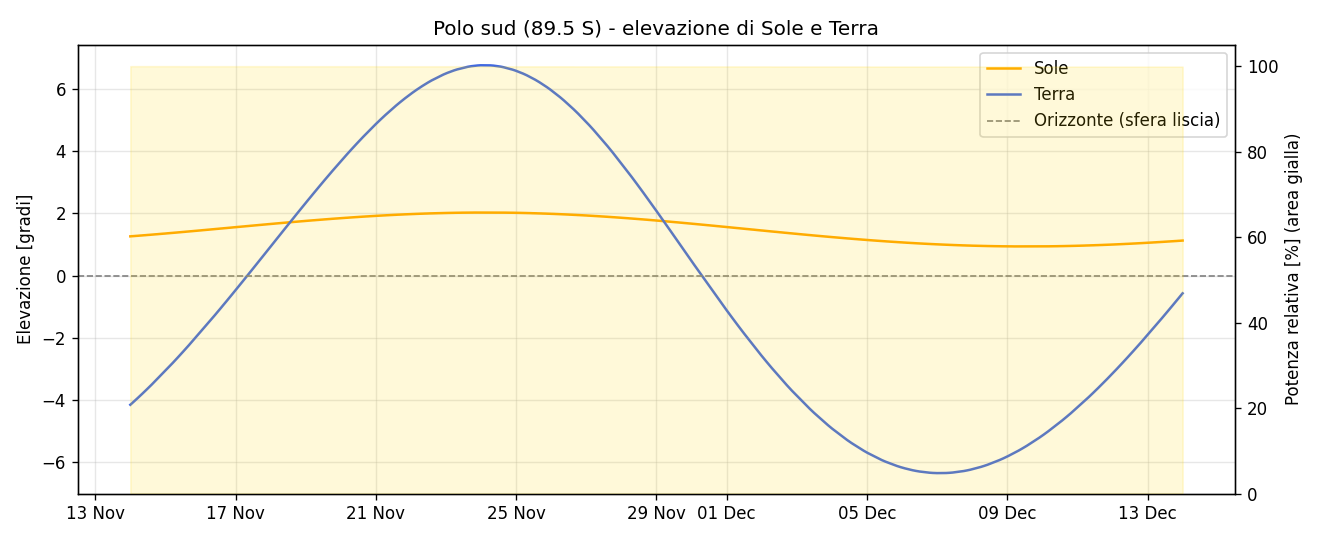 Polo sud (89.5 S) - elevazione di Sole e Terra
Sole
Terra
Orizzonte (sfera liscia)
Elevazione [gradi]
6
4
2
0
−2
−4
−6
100
80
60
40
20
0
Potenza relativa [%] (area gialla)
13 Nov 17 Nov 21 Nov 25 Nov 29 Nov 01 Dec 05 Dec 09 Dec 13 Dec